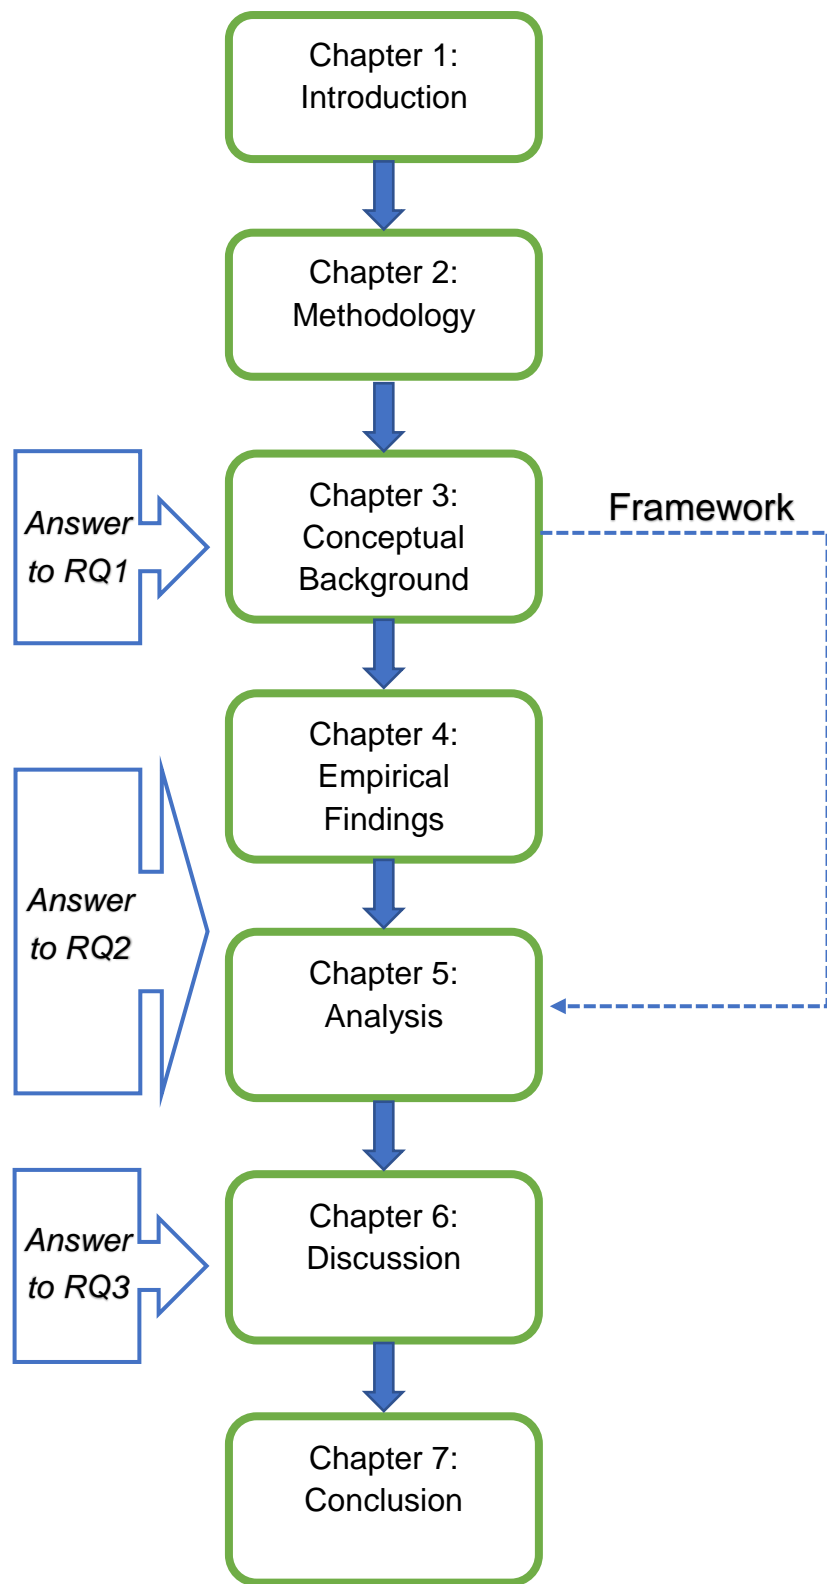 Chapter 1:
Introduction
Chapter 2:
Methodology
Answer
to RQ1
Chapter 3:
Conceptual
Background
Framework
Chapter 4:
Empirical
Findings
Answer
to RQ2
Chapter 5:
Analysis
Answer
to RQ3
Chapter 6:
Discussion
Chapter 7:
Conclusion